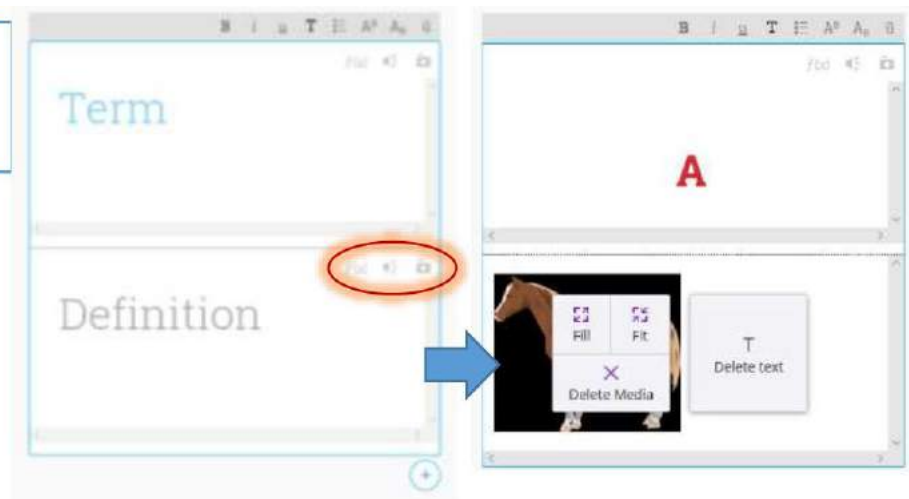 B i u T A
Term
Definition
B i u T A
A
Fill Fit
T
Delete text
Delete Media